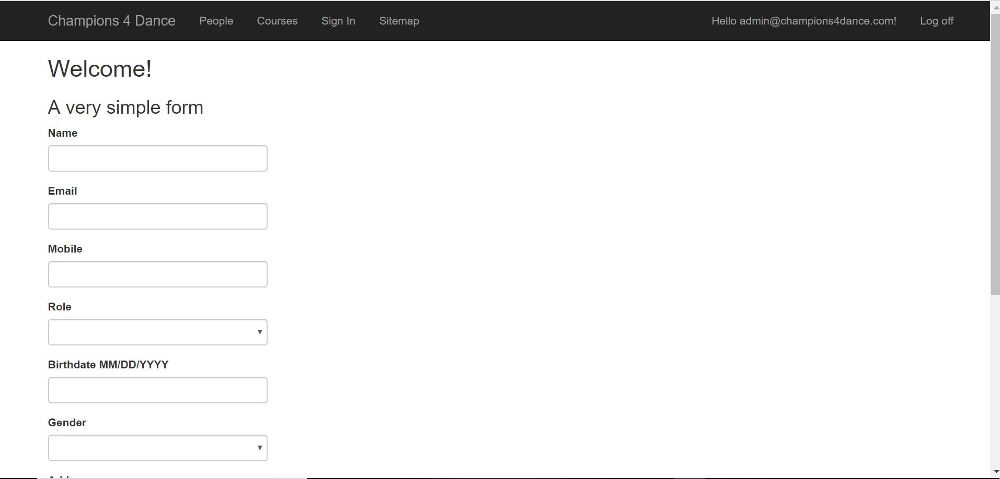 Champions 4 Dance People Courses Sign In Sitemap Hello admin@champions4dance.com! Log off
Welcome!
A very simple form
Name
Email
Mobile
Role
Birthdate MM/DD/YYYY
Gender